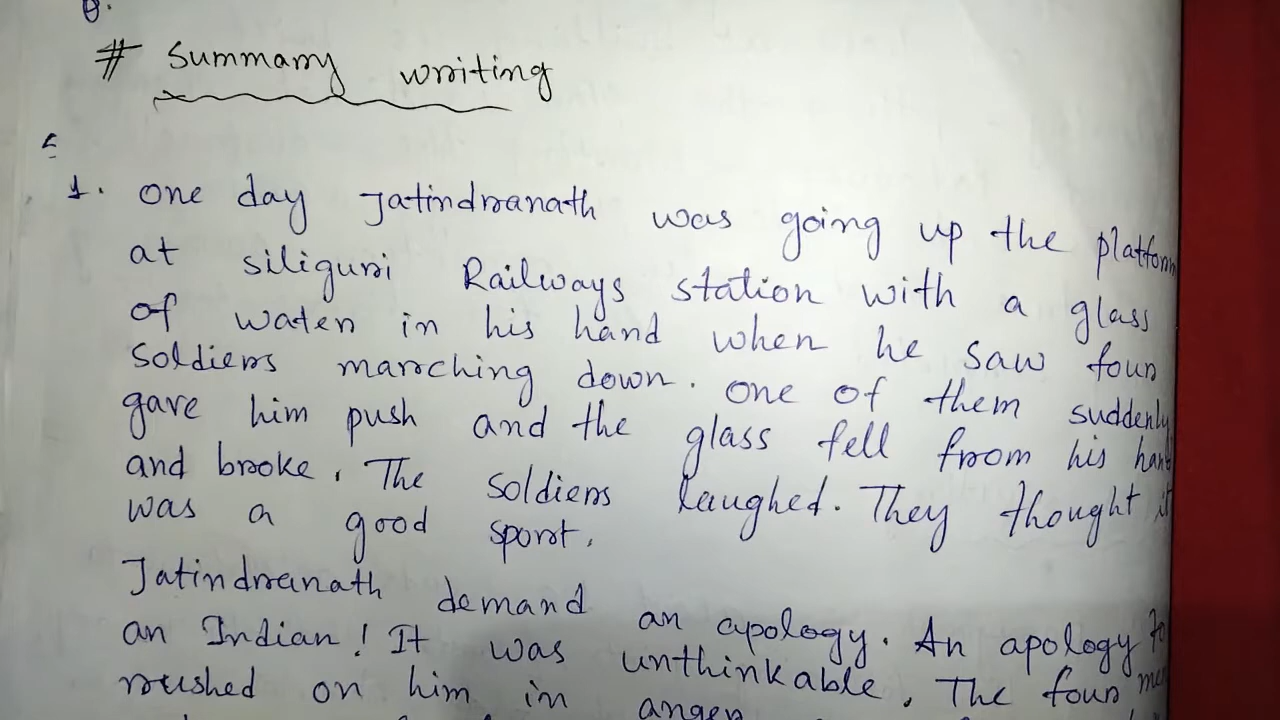 # Summary writing
1. One day Jatindranath was going up the platform
at siliguri Railways station with a glass
of water in his hand when he saw four
soldiers marching down. One of them suddenly
gave him push and the glass fell from his hand
and broke. The soldiers laughed. They thought it
was a good sport.
Jatindranath demand an apology. An apology to
an Indian! It was unthinkable. The four men
rushed on him in anger